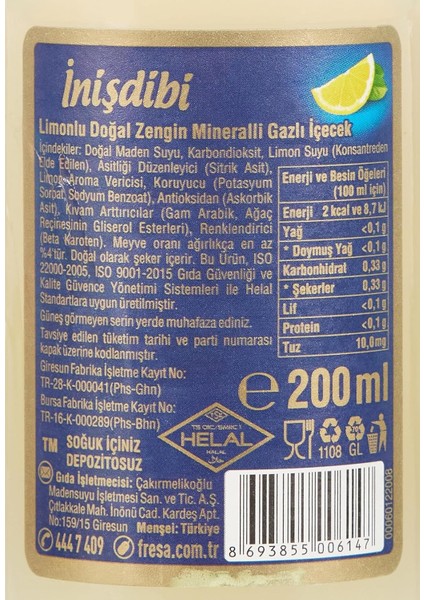 İnişdibi
Limonlu Doğal Zengin Mineralli Gazlı İçecek
İçindekiler: Doğal Maden Suyu, Karbondioksit, Limon Suyu (Konsantreden
Elde Edilen), Asitliği Düzenleyici (Sitrik Asit),
Limon Aroma Vericisi, Koruyucu (Potasyum
Sorbat, Sodyum Benzoat), Antioksidan (Askorbik
Asit), Kıvam Arttırıcılar (Gam Arabik, Ağaç
Reçinesinin Gliserol Esterleri), Renklendirici
(Beta Karoten). Meyve oranı ağırlıkça en az
%4'tür. Doğal olarak şeker içerir. Bu Ürün, ISO
22000-2005, ISO 9001-2015 Gıda Güvenliği ve
Kalite Güvence Yönetimi Sistemleri ile Helal
Standartlara uygun üretilmiştir.
Güneş görmeyen serin yerde muhafaza ediniz.
Tavsiye edilen tüketim tarihi ve parti numarası
kapak üzerine kodlanmıştır.
Giresun Fabrika İşletme Kayıt No:
TR-28-K-000041(Phs-Ghn)
Bursa Fabrika İşletme Kayıt No:
TR-16-K-000289(Phs-Bhn)
TM SOĞUK İÇİNİZ
DEPOZİTOSUZ
Gıda İşletmecisi: Çakırmelikoğlu
Madensuyu İşletmesi San. ve Tic. A.Ş.
Çıtlakkale Mah. İnönü Cad. Kardeş Apt.
No:159/15 Giresun Menşei: Türkiye
444 7 409 fresa.com.tr
Enerji ve Besin Öğeleri
(100 ml için)
Enerji 2 kcal ve 8,7 kJ
Yağ <0,1 g
* Doymuş Yağ <0,1 g
Karbonhidrat 0,33 g
* Şekerler 0,33 g
Lif <0,1 g
Protein <0,1 g
Tuz 10,0mg
e 200 ml
HELAL
HALAL
1108
70
GL
00060122008
8 693855 006147